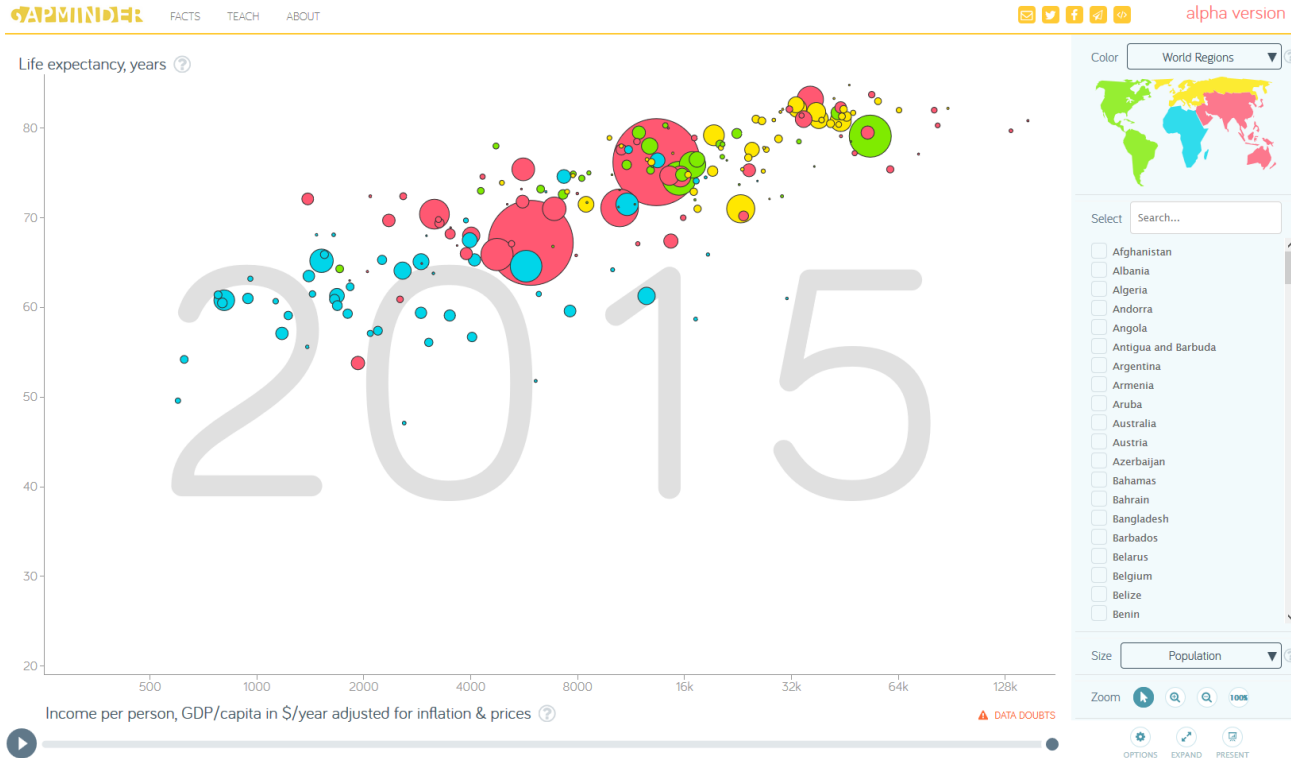 GAPMINDER FACTS TEACH ABOUT alpha version
Life expectancy, years ?
Color World Regions ▼ ?
80
70
60
50
40
30
20
2015
500 1000 2000 4000 8000 16k 32k 64k 128k
Income per person, GDP/capita in $/year adjusted for inflation & prices ?
DATA DOUBTS
Select Search...
Afghanistan
Albania
Algeria
Andorra
Angola
Antigua and Barbuda
Argentina
Armenia
Aruba
Australia
Austria
Azerbaijan
Bahamas
Bahrain
Bangladesh
Barbados
Belarus
Belgium
Belize
Benin
Size Population ▼ ?
Zoom 100%
OPTIONS EXPAND PRESENT